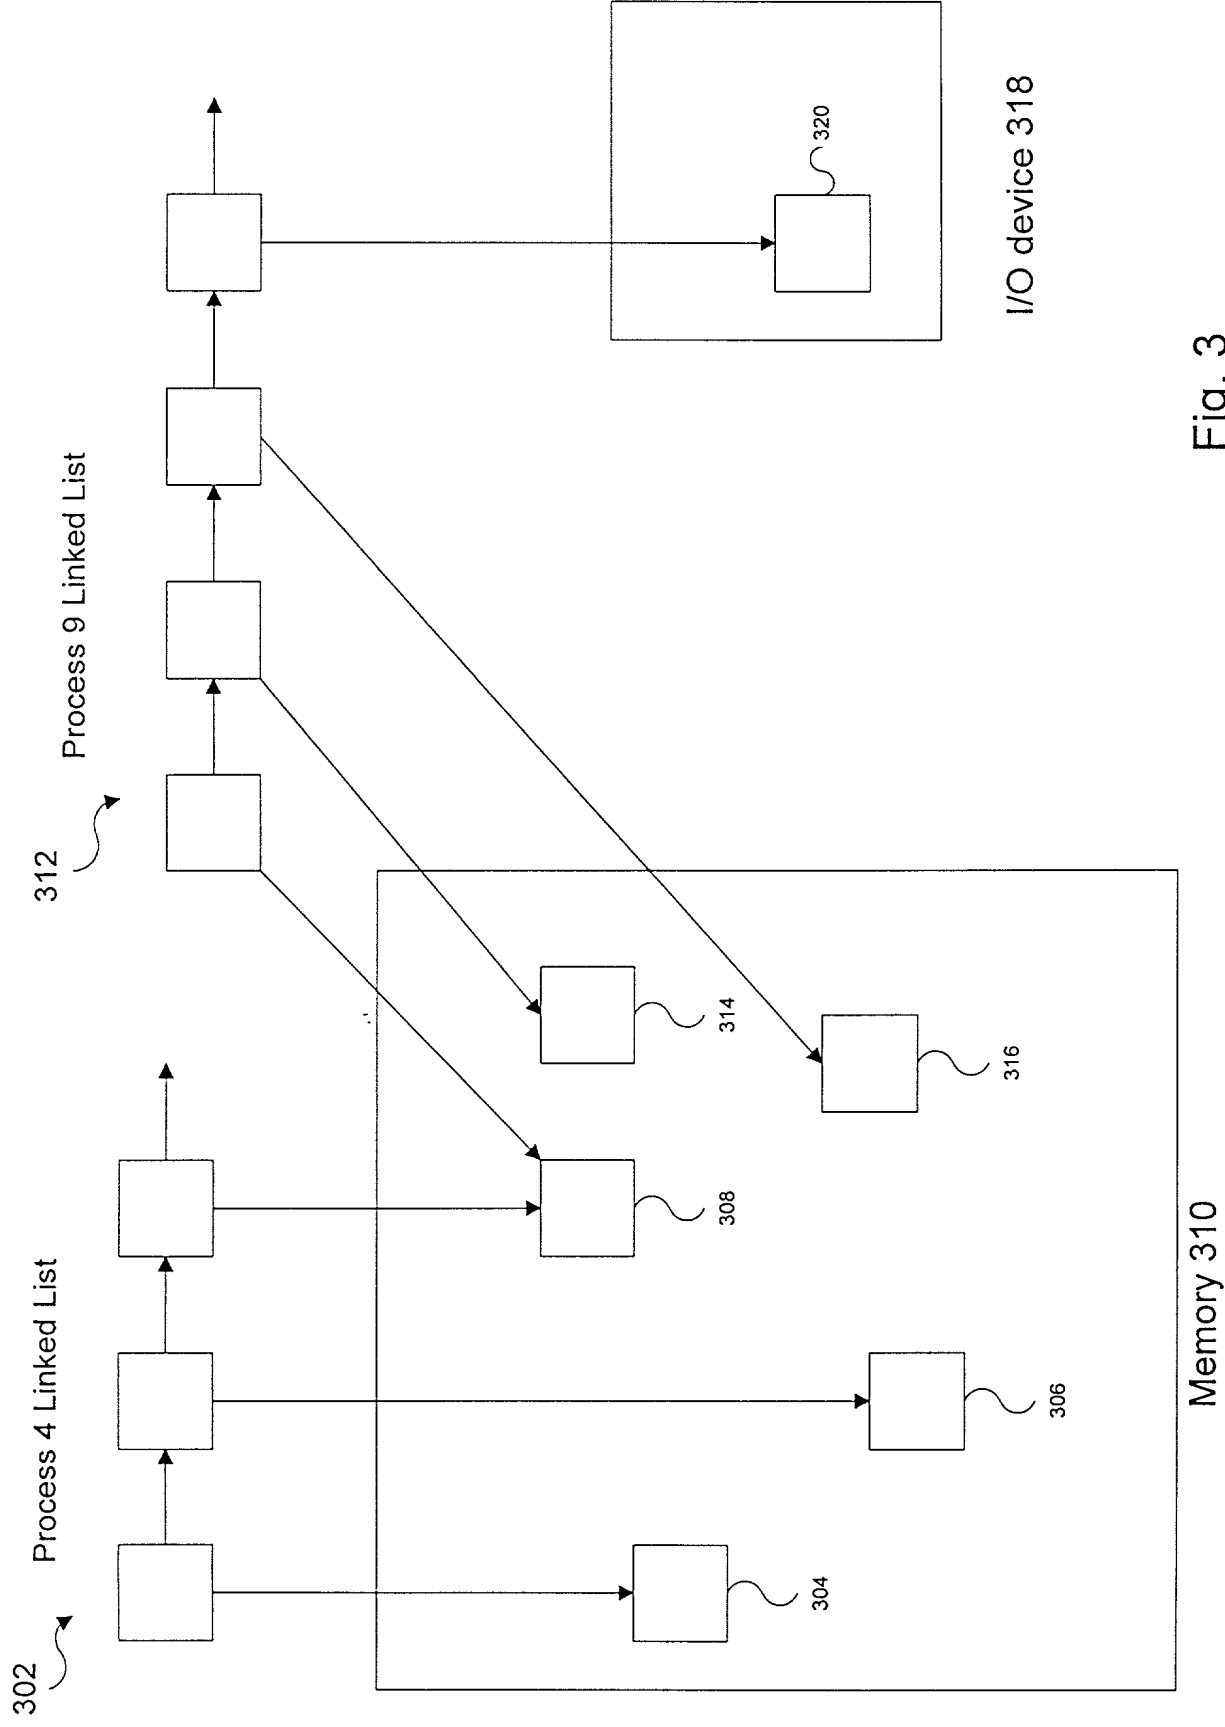 302
Process 4 Linked List
312
Process 9 Linked List
304
306
308
314
316
320
Memory 310
I/O device 318
Fig. 3